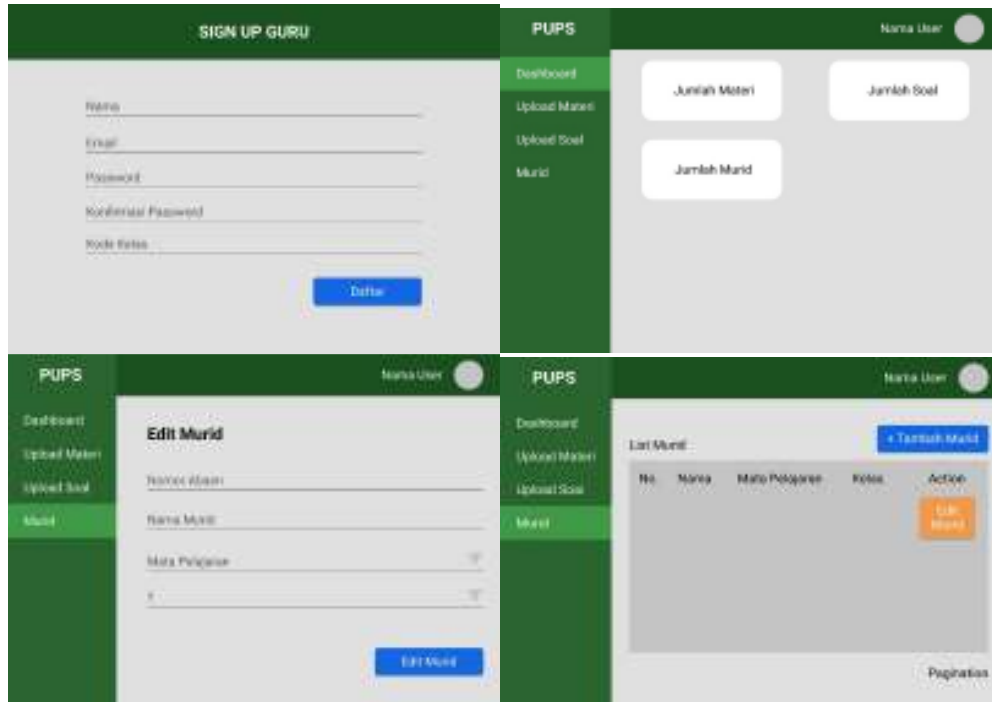 SIGN UP GURU
Nama
Email
Password
Konfirmasi Password
Kode Kelas
Daftar
PUPS
Nama User
Dashboard
Upload Materi
Upload Soal
Murid
Jumlah Materi
Jumlah Soal
Jumlah Murid
PUPS
Nama User
Dashboard
Upload Materi
Upload Soal
Murid
Edit Murid
Nomor Absen
Nama Murid
Mata Pelajaran
Edit Murid
PUPS
Nama User
Dashboard
Upload Materi
Upload Soal
Murid
List Murid
+ Tambah Murid
No. Nama Mata Pelajaran Kelas Action
Edit
Murid
Pagination